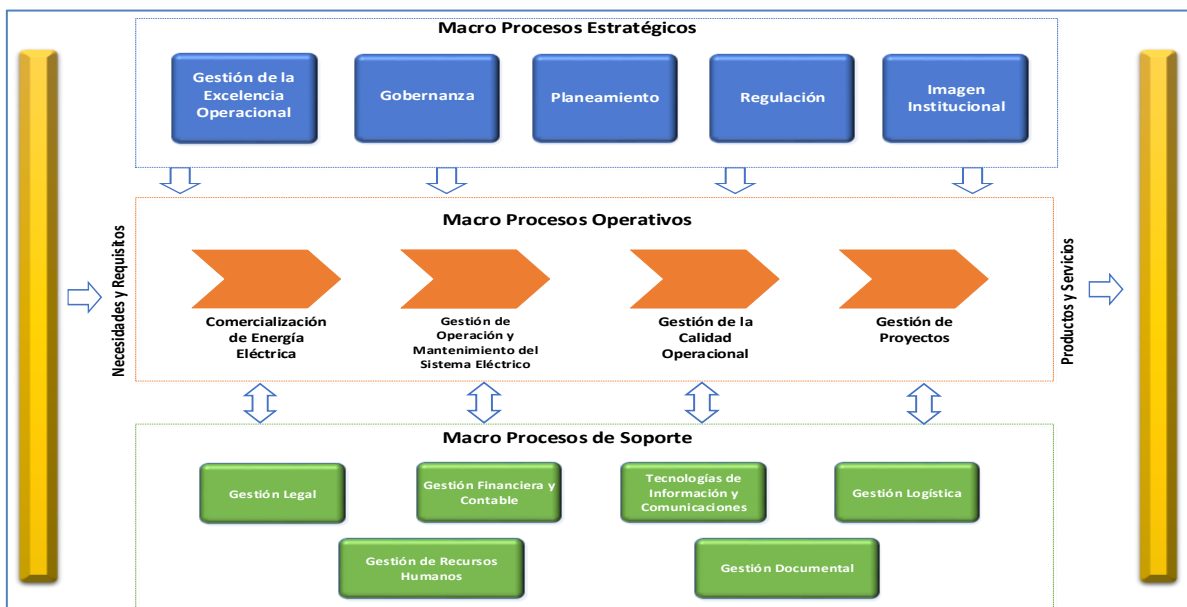 Macro Procesos Estratégicos
Gestión de la
Excelencia
Operacional
Gobernanza
Planeamiento
Regulación
Imagen
Institucional
Necesidades y Requisitos
Macro Procesos Operativos
Comercialización
de Energía
Eléctrica
Gestión de
Operación y
Mantenimiento del
Sistema Eléctrico
Gestión de la
Calidad
Operacional
Gestión de
Proyectos
Productos y Servicios
Macro Procesos de Soporte
Gestión Legal
Gestión Financiera y
Contable
Tecnologías de
Información y
Comunicaciones
Gestión Logística
Gestión de Recursos
Humanos
Gestión Documental